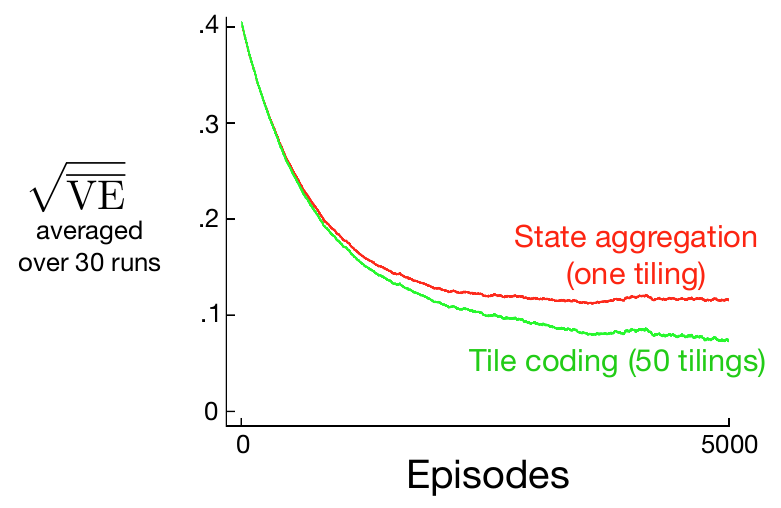 .4
.3
.2
.1
0
√VE
averaged
over 30 runs
State aggregation
(one tiling)
Tile coding (50 tilings)
0
5000
Episodes